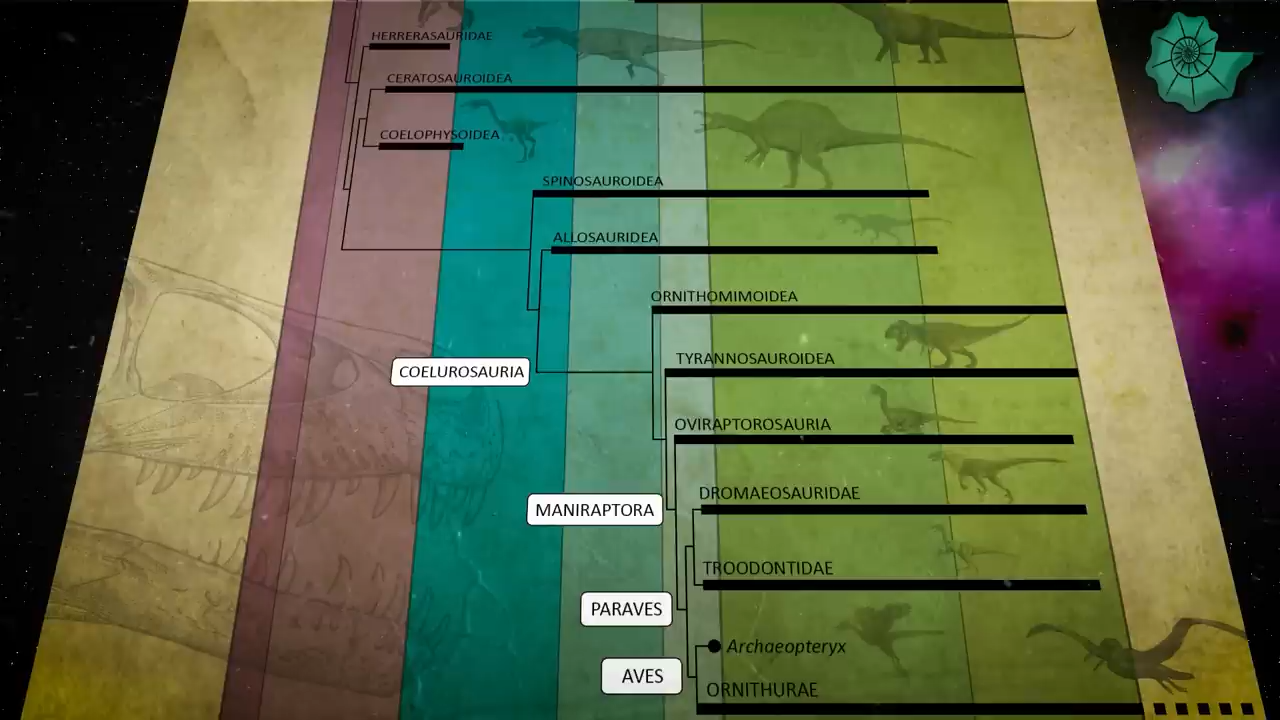 HERRERASAURIDAE
CERATOSAUROIDEA
COELOPHYSOIDEA
SPINOSAUROIDEA
ALLOSAURIDEA
ORNITHOMIMOIDEA
TYRANNOSAUROIDEA
COELUROSAURIA
OVIRAPTOROSAURIA
DROMAEOSAURIDAE
MANIRAPTORA
TROODONTIDAE
PARAVES
Archaeopteryx
AVES
ORNITHURAE